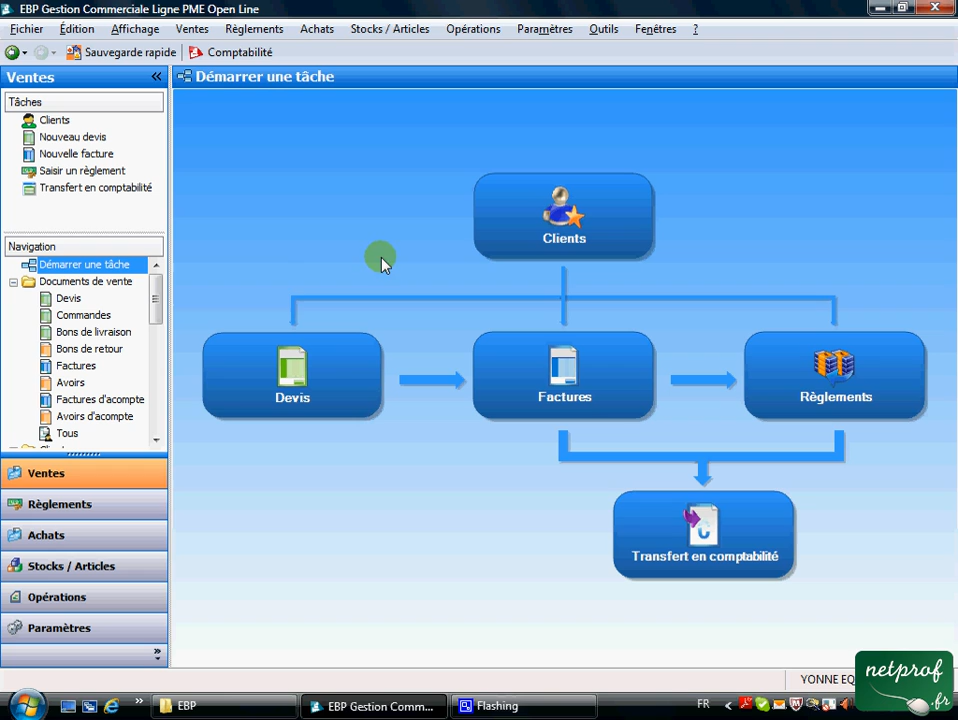 EBP Gestion Commerciale Ligne PME Open Line
Fichier Édition Affichage Ventes Règlements Achats Stocks / Articles Opérations Paramètres Outils Fenêtres ?
Sauvegarde rapide Comptabilité
Ventes
Démarrer une tâche
Tâches
Clients
Nouveau devis
Nouvelle facture
Saisir un règlement
Transfert en comptabilité
Navigation
Démarrer une tâche
Documents de vente
Devis
Commandes
Bons de livraison
Bons de retour
Factures
Avoirs
Factures d'acompte
Avoirs d'acompte
Tous
Ventes
Règlements
Achats
Stocks / Articles
Opérations
Paramètres
Clients
Devis
Factures
Règlements
Transfert en comptabilité
YONNE EQ
netprof
.fr
EBP
EBP Gestion Comm...
Flashing
FR